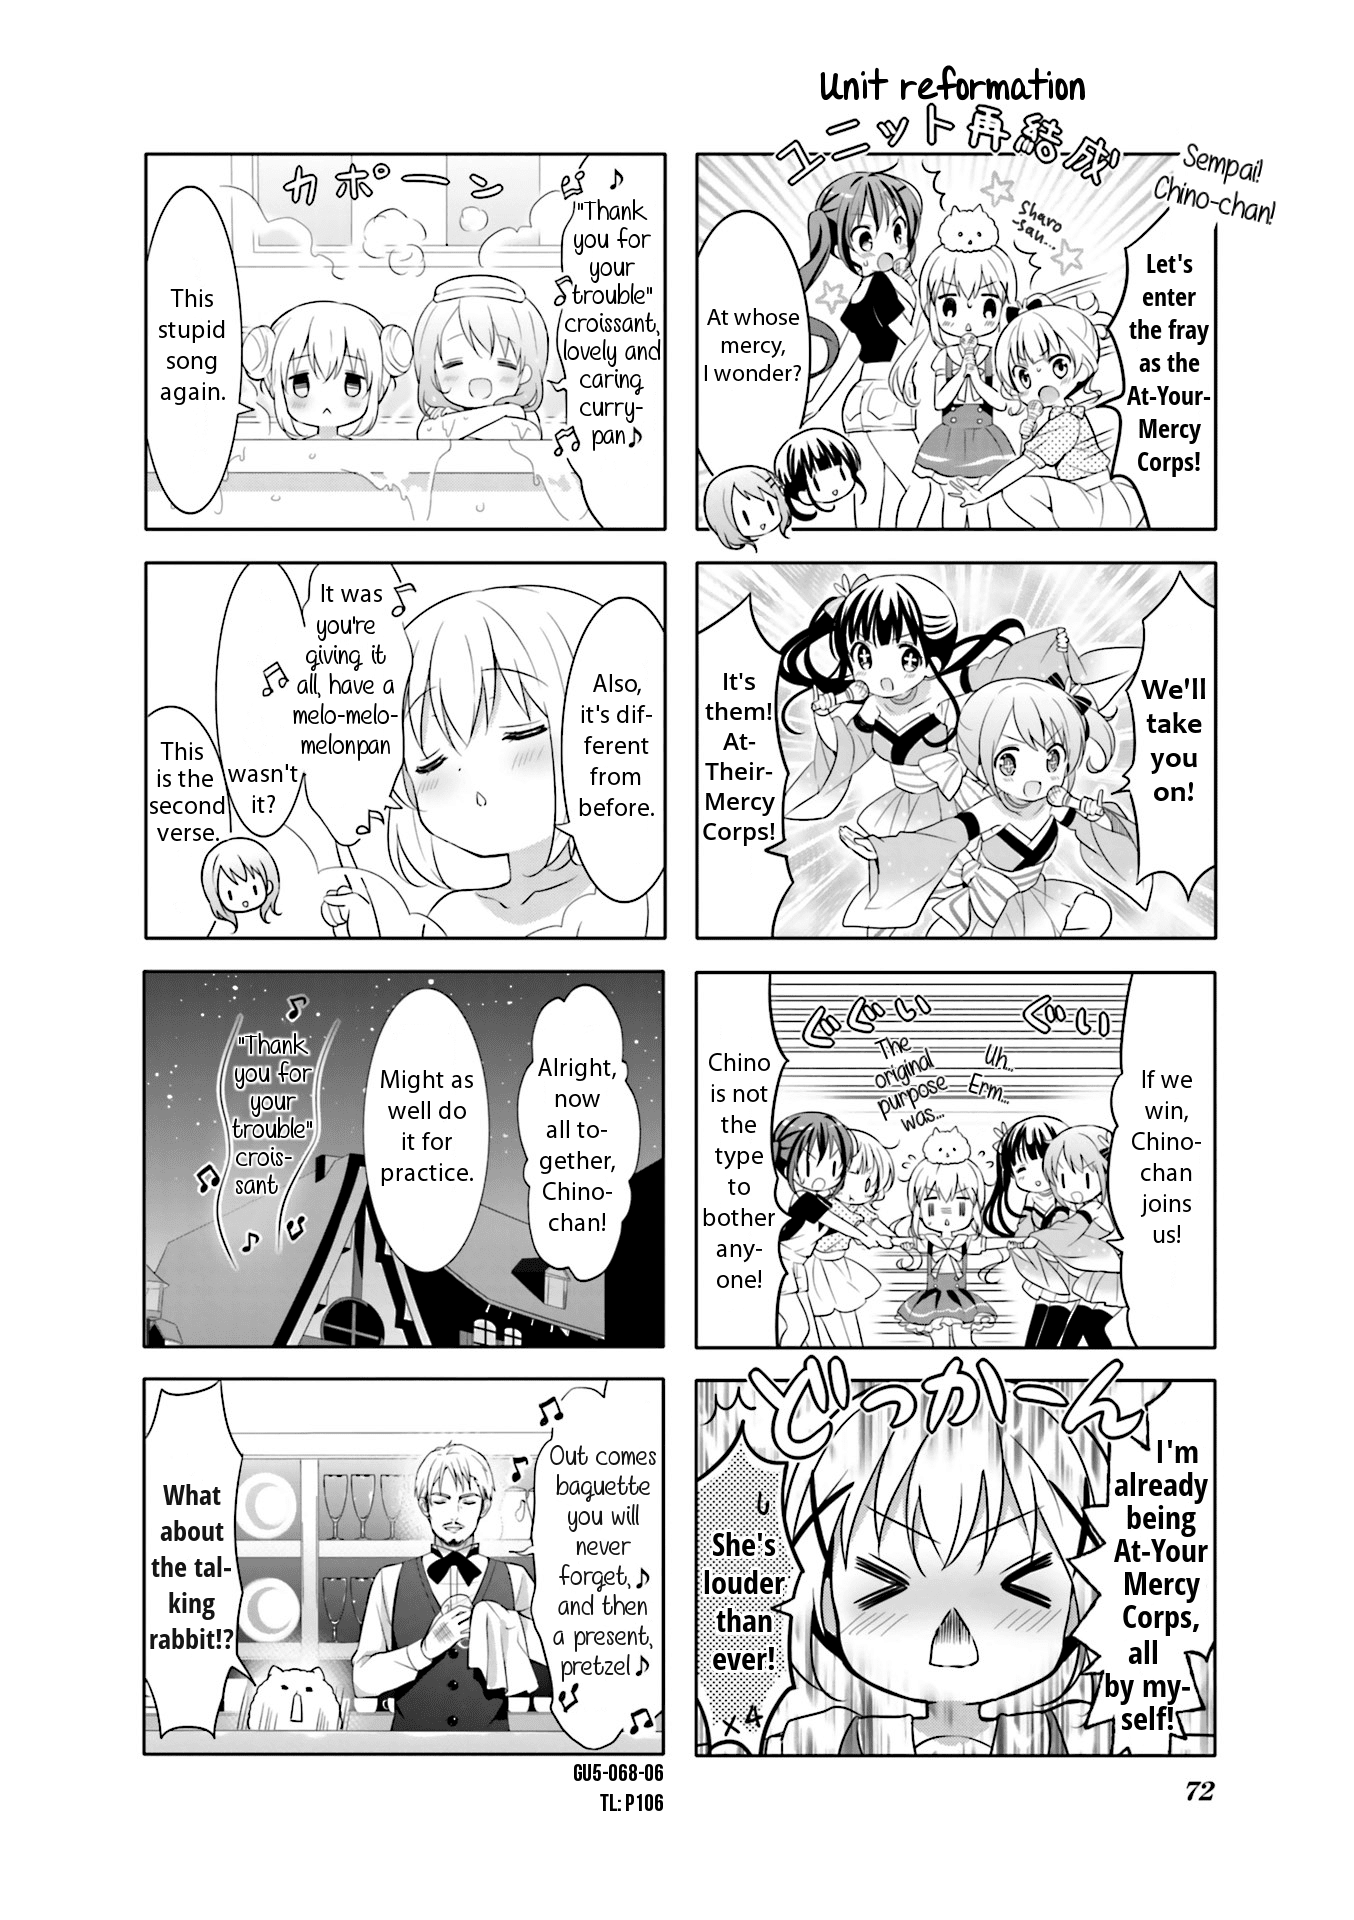 Unit reformation
ユニット再結成
Sempai!
Chino-chan!
Let's
enter
the fray
as the
At-Your-
Mercy
Corps!
Sharo
-san...
At whose
mercy,
I wonder?
We'll
take
you
on!
It's
them!
At-
Their-
Mercy
Corps!
If we
win,
Chino-
chan
joins
us!
ぐいぐい
ぐぐい
Uh...
Erm...
The
original
purpose
was...
Chino
is not
the
type
to
bother
any-
one!
どっかーん
I'm
already
being
At-Your
Mercy
Corps,
all
by my-
self!
She's
louder
than
ever!
72
カポーン
"Thank
you for
your
trouble"
croissant,
lovely and
caring
curry-
pan♪
This
stupid
song
again.
Also,
it's dif-
ferent
from
before.
It was
you're
giving it
all, have a
melo-melo-
melonpan
wasn't
it?
This
is the
second
verse.
Alright,
now
all to-
gether,
Chino-
chan!
Might as
well do
it for
practice.
"Thank
you for
your
trouble"
crois-
sant
Out comes
baguette
you will
never
forget,♪
and then
a present,
pretzel♪
What
about
the tal-
king
rabbit!?
GU5-068-06
TL: P106